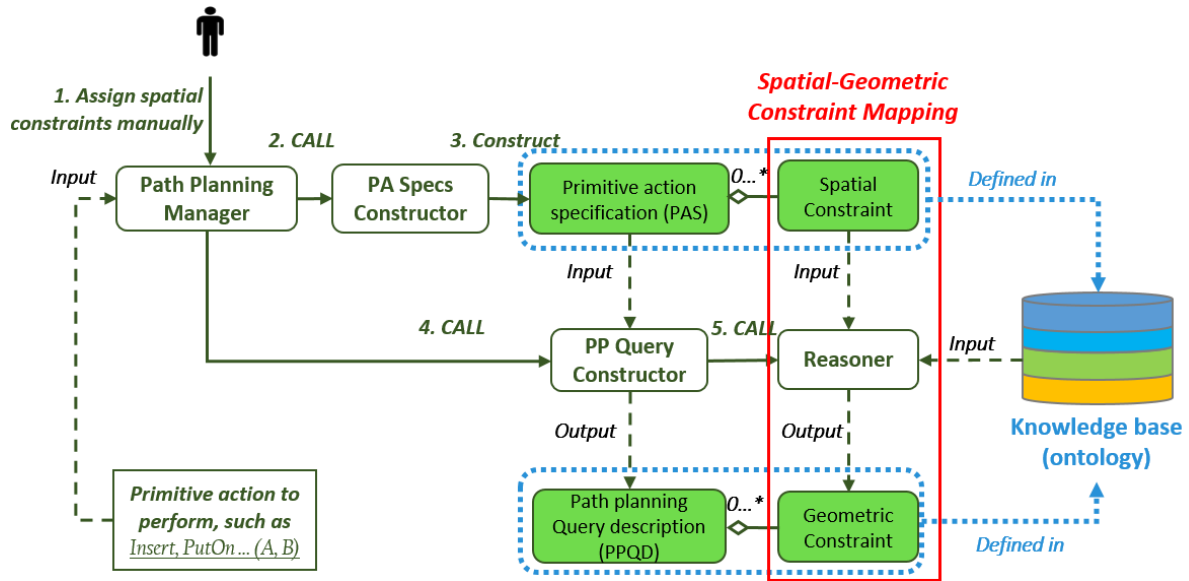 Spatial-Geometric
Constraint Mapping
1. Assign spatial
constraints manually
2. CALL
3. Construct
Input
Path Planning
Manager
PA Specs
Constructor
Primitive action
specification (PAS)
0...*
Spatial
Constraint
Defined in
Input
Input
4. CALL
PP Query
Constructor
5. CALL
Reasoner
Input
Output
Output
Knowledge base
(ontology)
Primitive action to
perform, such as
Insert, PutOn ... (A, B)
Path planning
Query description
(PPQD)
0...*
Geometric
Constraint
Defined in